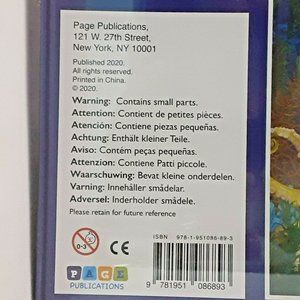 Page Publications,
121 W. 27th Street,
New York, NY 10001
Published 2020.
All rights reserved.
Printed in China.
© 2020.
Warning: Contains small parts.
Attention: Contient de petites pièces.
Atención: Contiene piezas pequeñas.
Achtung: Enthält kleiner Teile.
Aviso: Contém peças pequeñas.
Attenzion: Contiene Patti piccole.
Waarschuwing: Bevat kleine onderdelen.
Varning: Innehåller smådelar.
Adversel: Inderholder smådele.
Please retain for future reference
0-3
CE
PAGE
PUBLICATIONS
ISBN 978-1-951086-89-3
9 781951 086893